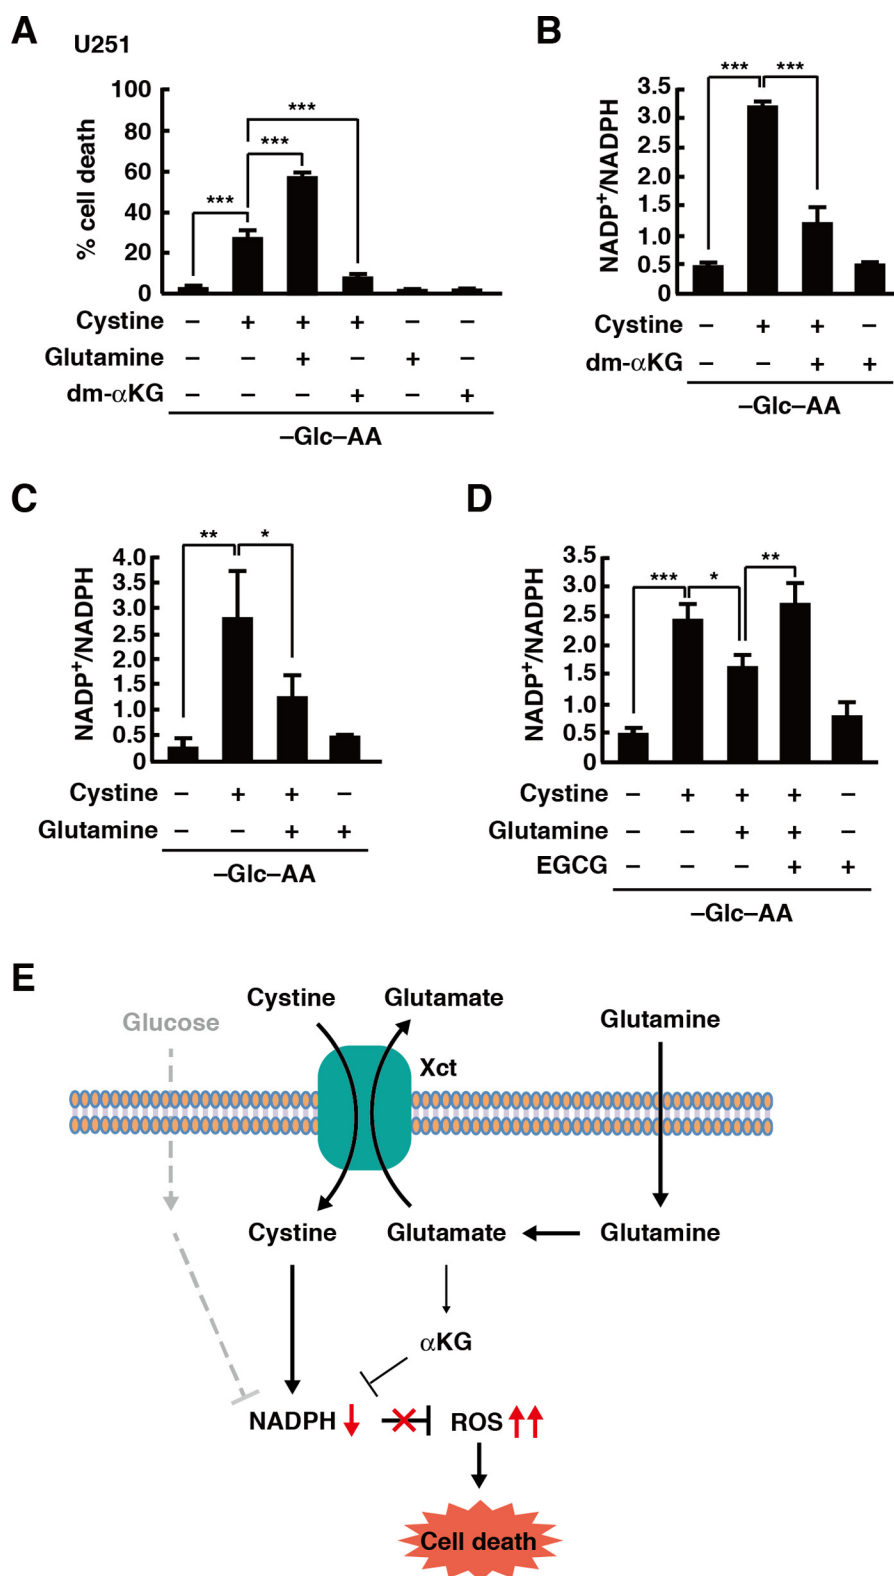 A
U251
% cell death
100
80
60
40
20
0
***
***
***
Cystine – + + + – –
Glutamine – – + – + –
dm-αKG – – – + – +
–Glc–AA
B
NADP+/NADPH
3.5
3.0
2.5
2.0
1.5
1.0
0.5
0
*** ***
Cystine – + + –
dm-αKG – – + +
–Glc–AA
C
NADP+/NADPH
4.0
3.5
3.0
2.5
2.0
1.5
1.0
0.5
0
** *
Cystine – + + –
Glutamine – – + +
–Glc–AA
D
NADP+/NADPH
3.5
3.0
2.5
2.0
1.5
1.0
0.5
0
*** * **
Cystine – + + + –
Glutamine – – + + –
EGCG – – – + +
–Glc–AA
E
Glucose
Cystine
Glutamate
Glutamine
Xct
Cystine
Glutamate
Glutamine
αKG
NADPH
ROS
Cell death